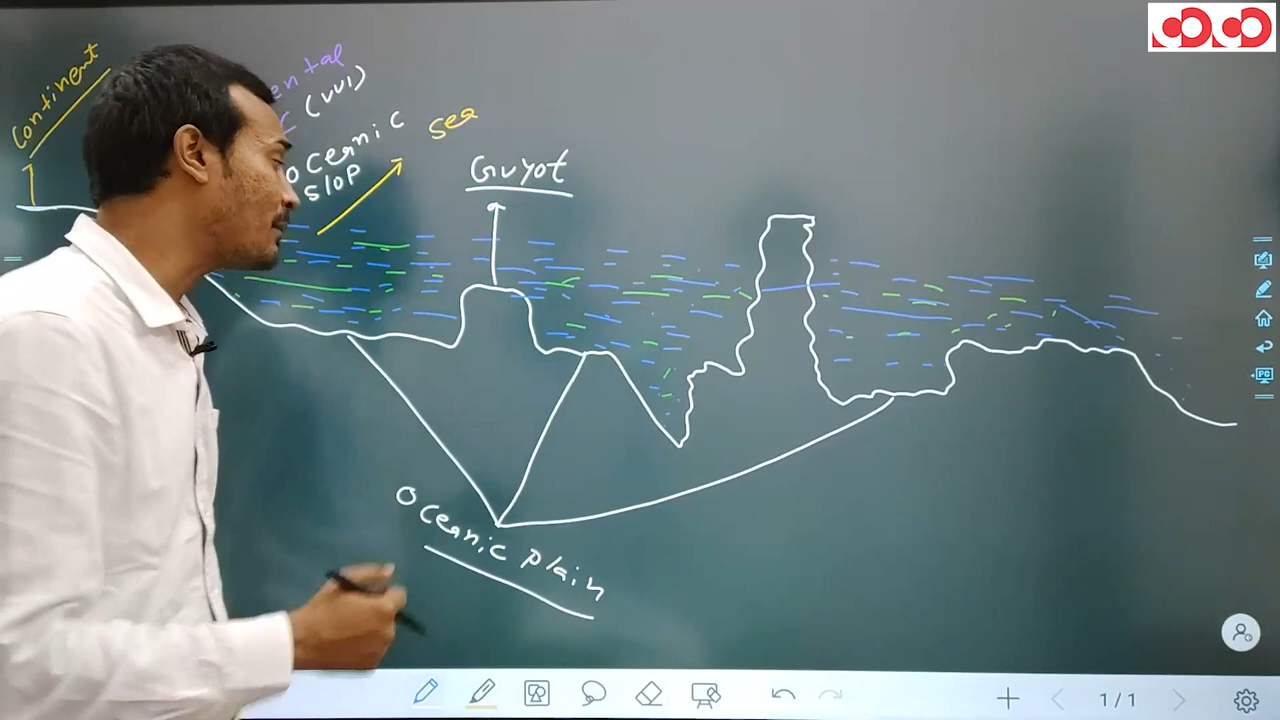 Continent
ental
(VVI)
Oceanic
Slop
Sea
Guyot
Oceanic Plain
1/1